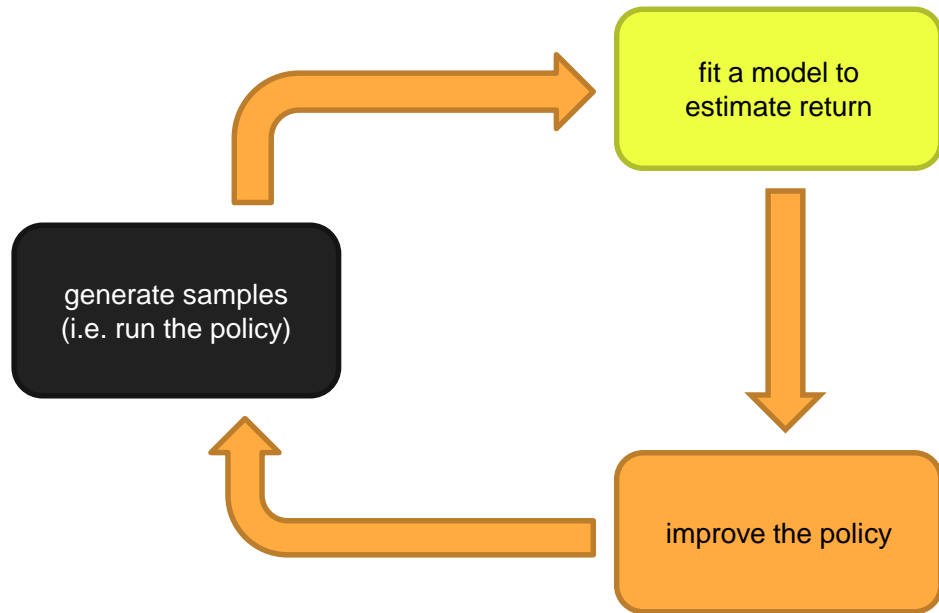 fit a model to
estimate return
generate samples
(i.e. run the policy)
improve the policy